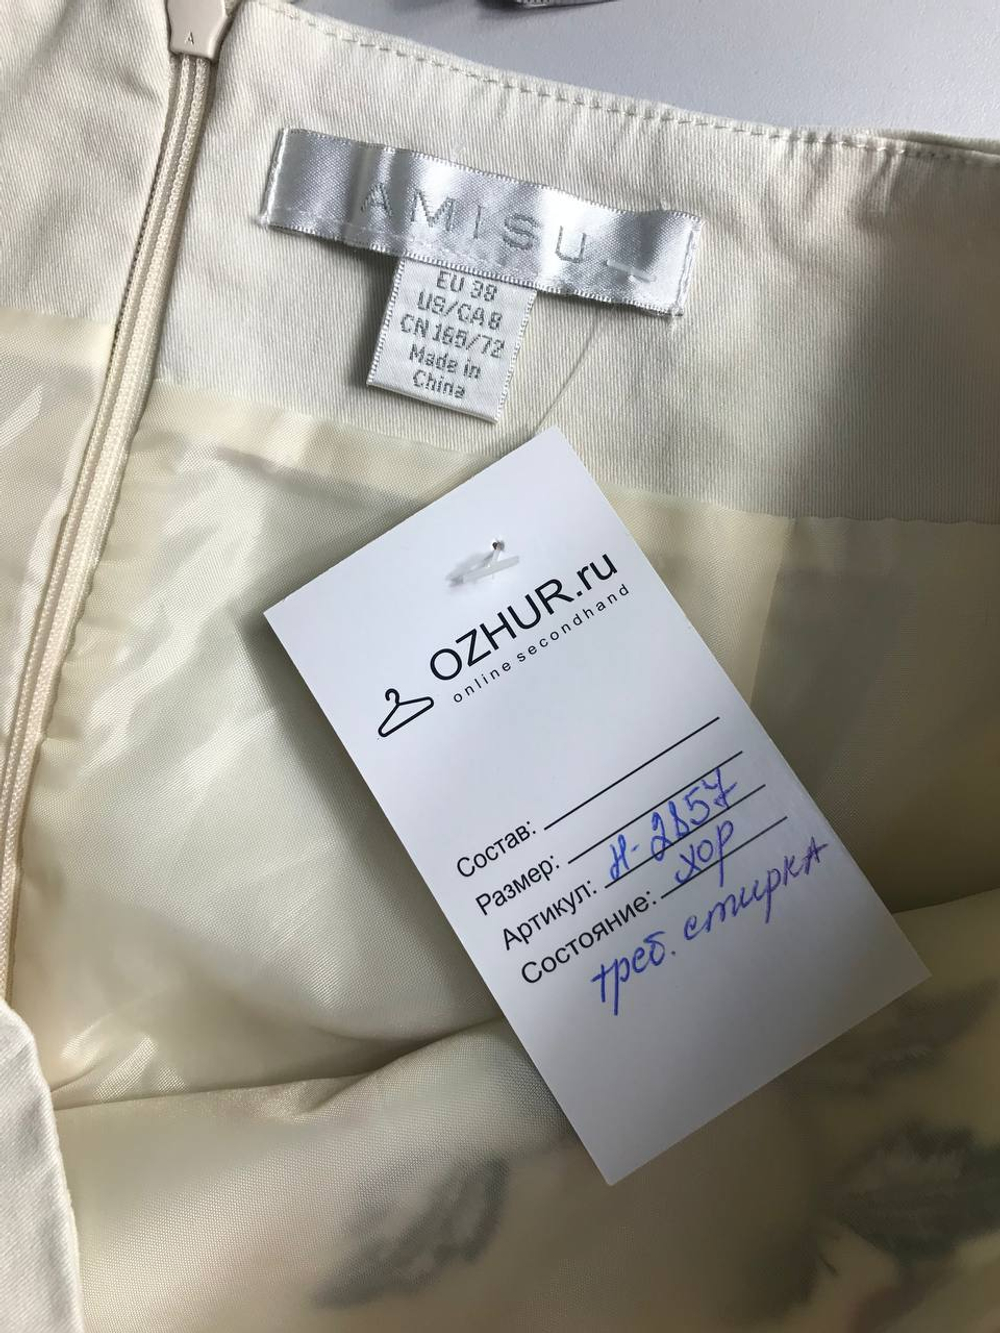 A
AMISU
EU 38
US/CA 8
CN 165/72
Made in
China
OZHUR.ru
online secondhand
Состав:
Размер:
Артикул: Н-2857
Состояние: хор
треб. стирка